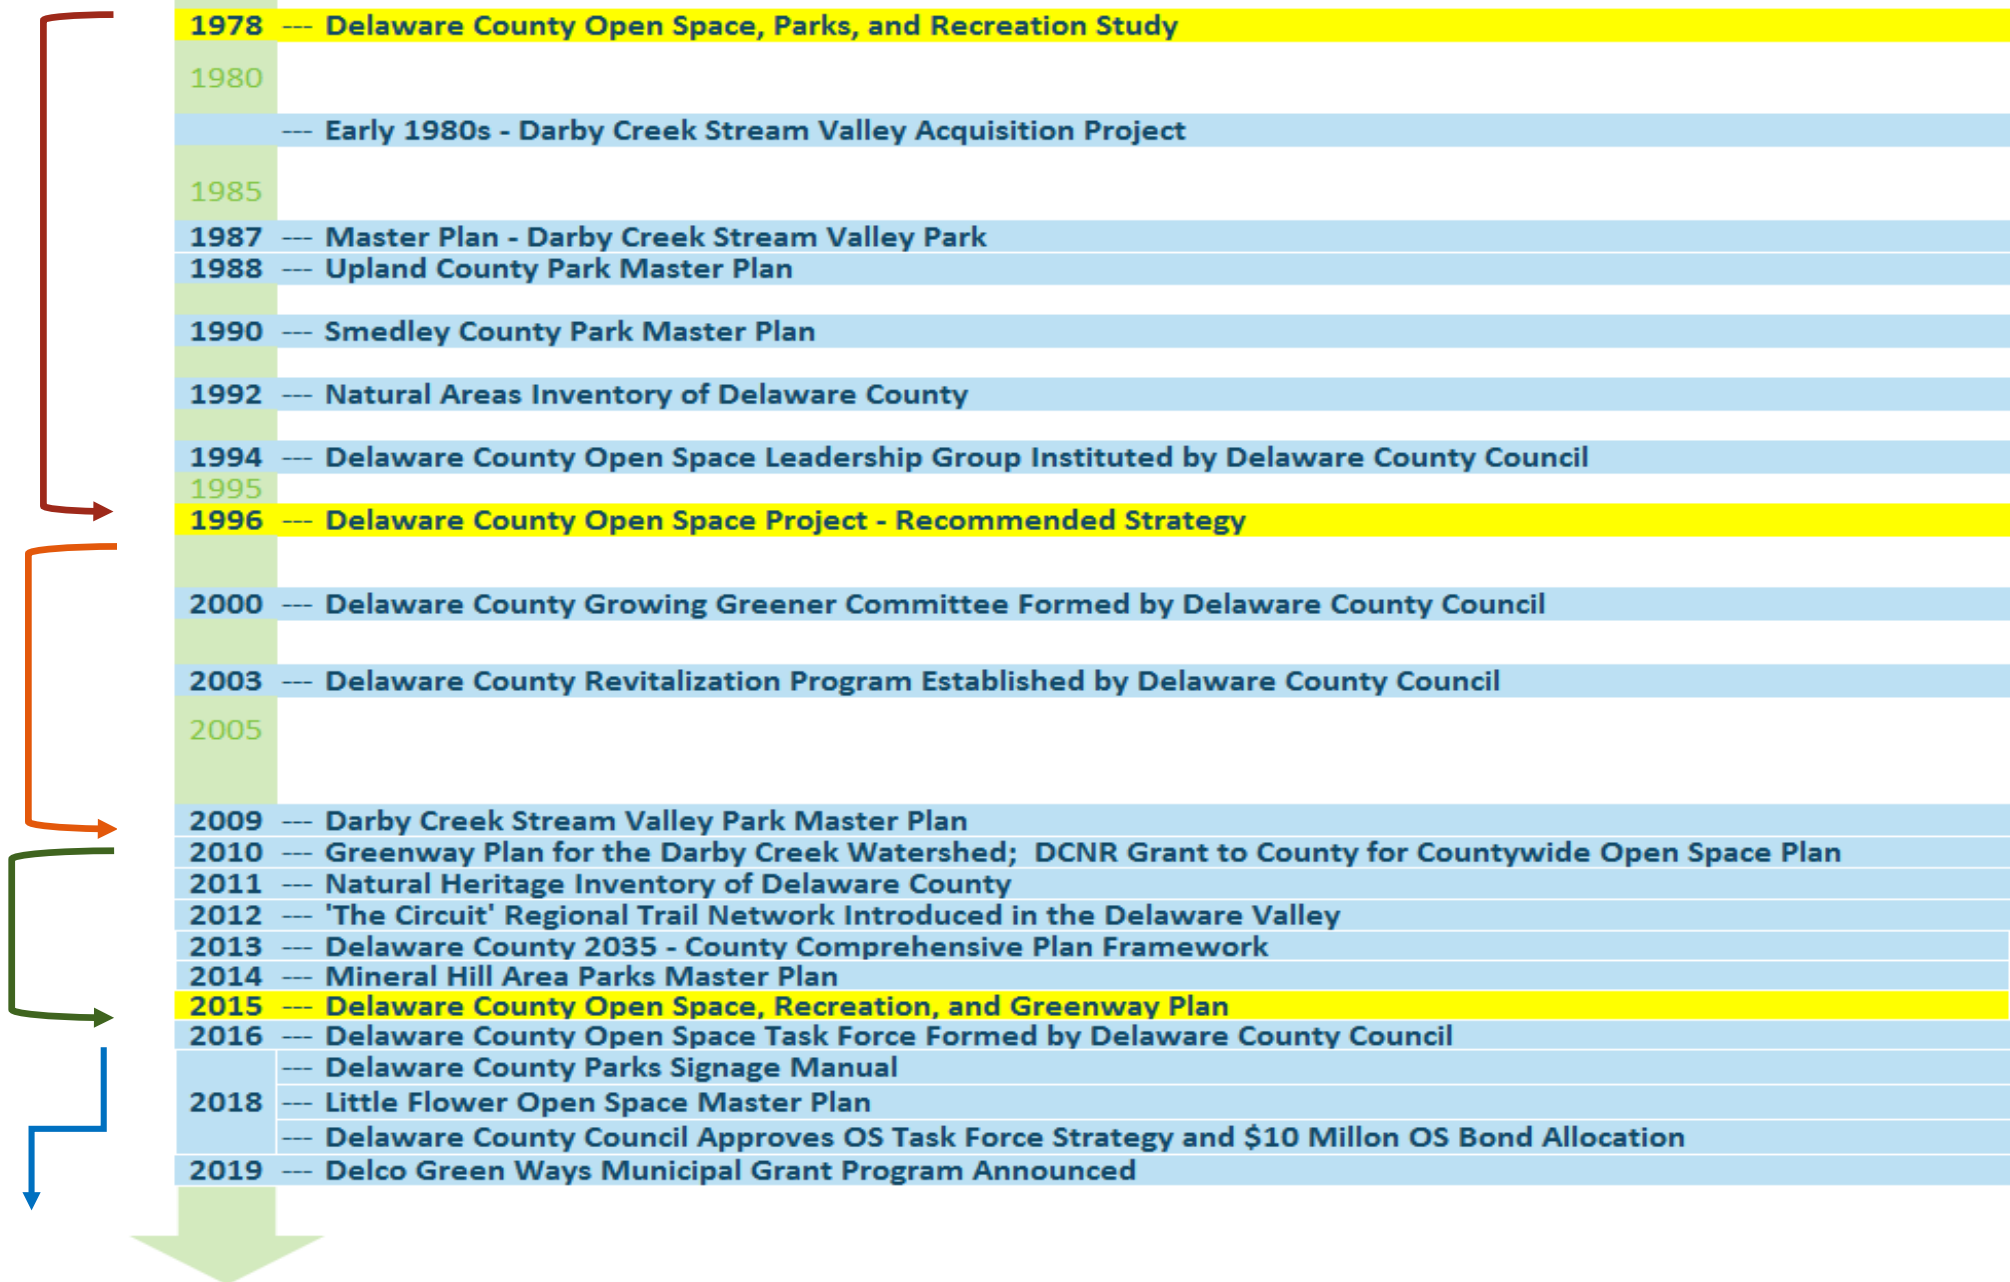 1978 --- Delaware County Open Space, Parks, and Recreation Study
1980
--- Early 1980s - Darby Creek Stream Valley Acquisition Project
1985
1987 --- Master Plan - Darby Creek Stream Valley Park
1988 --- Upland County Park Master Plan
1990 --- Smedley County Park Master Plan
1992 --- Natural Areas Inventory of Delaware County
1994 --- Delaware County Open Space Leadership Group Instituted by Delaware County Council
1995
1996 --- Delaware County Open Space Project - Recommended Strategy
2000 --- Delaware County Growing Greener Committee Formed by Delaware County Council
2003 --- Delaware County Revitalization Program Established by Delaware County Council
2005
2009 --- Darby Creek Stream Valley Park Master Plan
2010 --- Greenway Plan for the Darby Creek Watershed; DCNR Grant to County for Countywide Open Space Plan
2011 --- Natural Heritage Inventory of Delaware County
2012 --- 'The Circuit' Regional Trail Network Introduced in the Delaware Valley
2013 --- Delaware County 2035 - County Comprehensive Plan Framework
2014 --- Mineral Hill Area Parks Master Plan
2015 --- Delaware County Open Space, Recreation, and Greenway Plan
2016 --- Delaware County Open Space Task Force Formed by Delaware County Council
--- Delaware County Parks Signage Manual
2018 --- Little Flower Open Space Master Plan
--- Delaware County Council Approves OS Task Force Strategy and $10 Millon OS Bond Allocation
2019 --- Delco Green Ways Municipal Grant Program Announced